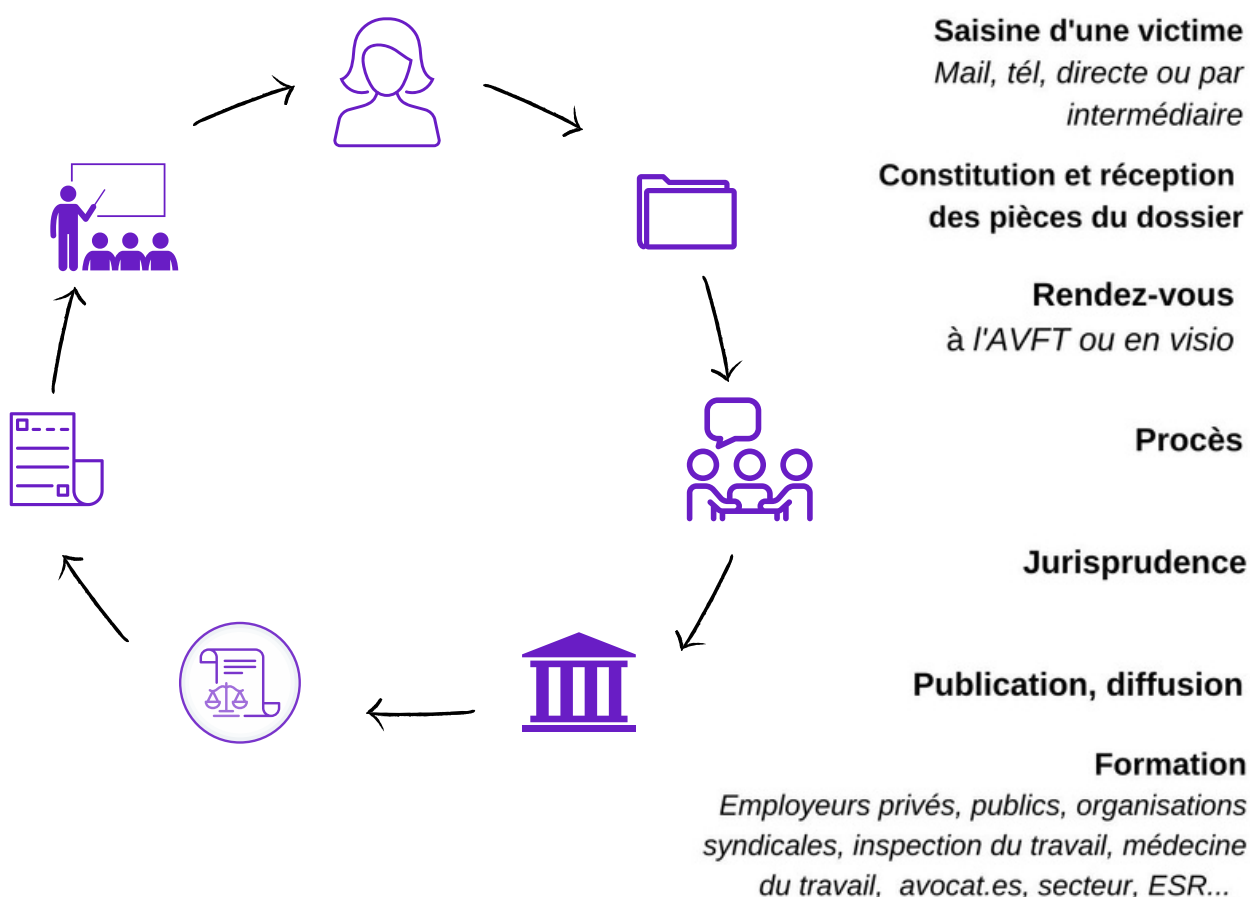 Saisine d'une victime
Mail, tél, directe ou par
intermédiaire
Constitution et réception
des pièces du dossier
Rendez-vous
à l'AVFT ou en visio
Procès
Jurisprudence
Publication, diffusion
Formation
Employeurs privés, publics, organisations
syndicales, inspection du travail, médecine
du travail, avocat.es, secteur, ESR...